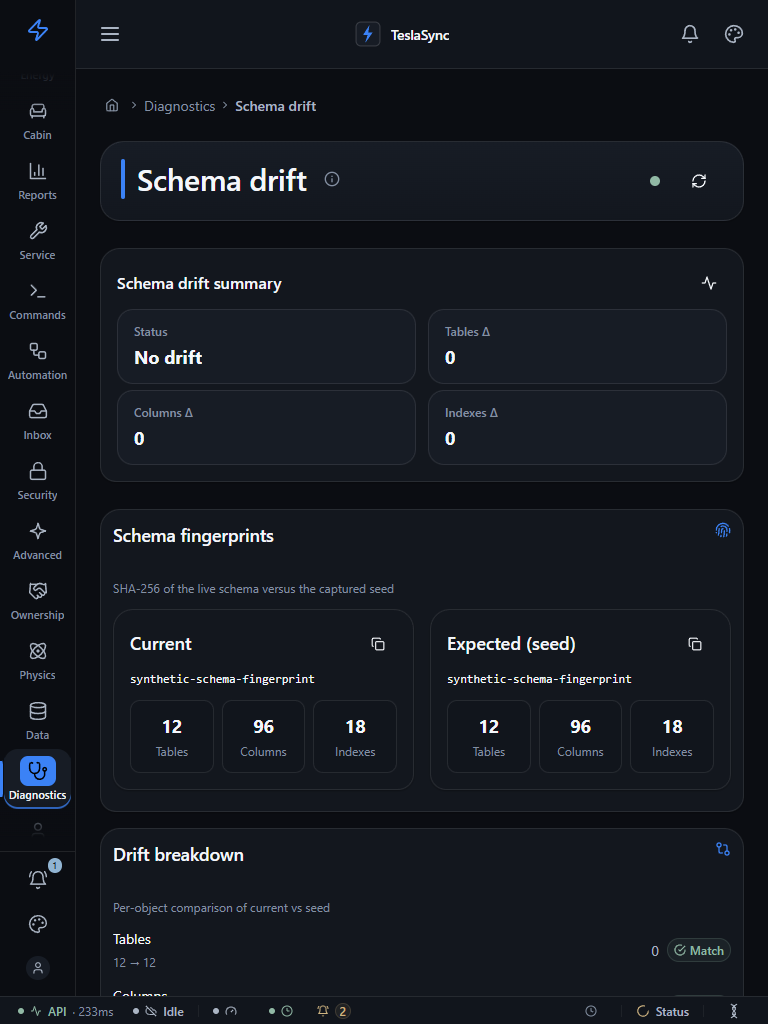 TeslaSync
Energy
Cabin
Reports
Service
Commands
Automation
Inbox
Security
Advanced
Ownership
Physics
Data
Diagnostics
1
Diagnostics > Schema drift
Schema drift
Schema drift summary
Status
No drift
Tables Δ
0
Columns Δ
0
Indexes Δ
0
Schema fingerprints
SHA-256 of the live schema versus the captured seed
Current
synthetic-schema-fingerprint
12 96 18
Tables Columns Indexes
Expected (seed)
synthetic-schema-fingerprint
12 96 18
Tables Columns Indexes
Drift breakdown
Per-object comparison of current vs seed
Tables
12 → 12
0 Match
Columns
API · 233ms Idle 2 Status